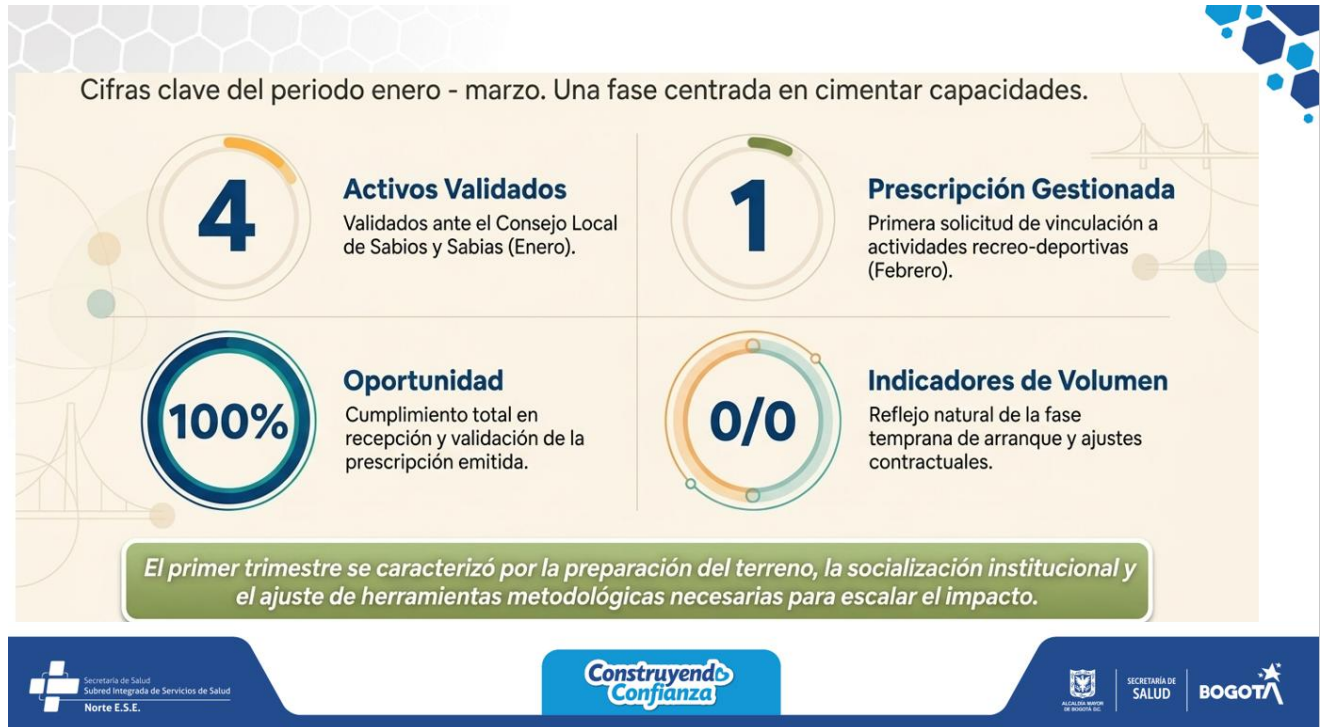 Cifras clave del periodo enero - marzo. Una fase centrada en cimentar capacidades.
4
Activos Validados
Validados ante el Consejo Local
de Sabios y Sabias (Enero).
1
Prescripción Gestionada
Primera solicitud de vinculación a
actividades recreo-deportivas
(Febrero).
100%
Oportunidad
Cumplimiento total en
recepción y validación de la
prescripción emitida.
0/0
Indicadores de Volumen
Reflejo natural de la fase
temprana de arranque y ajustes
contractuales.
El primer trimestre se caracterizó por la preparación del terreno, la socialización institucional y
el ajuste de herramientas metodológicas necesarias para escalar el impacto.
Secretaría de Salud
Subred Integrada de Servicios de Salud
Norte E.S.E.
Construyendo
Confianza
ALCALDÍA MAYOR
DE BOGOTÁ D.C.
SECRETARÍA DE
SALUD
BOGOTÁ